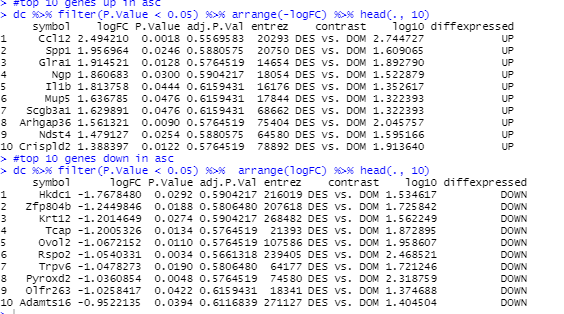 > #top 10 genes up in asc
> dc %>% filter(P.Value < 0.05) %>% arrange(-logFC) %>% head(., 10)
symbol logFC P.Value adj.P.Val entrez contrast log10 diffexpressed
1 Ccl12 2.494210 0.0018 0.5569583 20293 DES vs. DOM 2.744727 UP
2 Spp1 1.956964 0.0246 0.5880575 20750 DES vs. DOM 1.609065 UP
3 Glra1 1.914521 0.0128 0.5764519 14654 DES vs. DOM 1.892790 UP
4 Ngp 1.860683 0.0300 0.5904217 18054 DES vs. DOM 1.522879 UP
5 Il1b 1.813758 0.0444 0.6159431 16176 DES vs. DOM 1.352617 UP
6 Mup5 1.635785 0.0476 0.6159431 17844 DES vs. DOM 1.322393 UP
7 Scgb3a1 1.629891 0.0476 0.6159431 68662 DES vs. DOM 1.322393 UP
8 Arhgap36 1.561321 0.0090 0.5764519 75404 DES vs. DOM 2.045757 UP
9 Ndst4 1.479127 0.0254 0.5880575 64580 DES vs. DOM 1.595166 UP
10 Crispld2 1.388397 0.0122 0.5764519 78892 DES vs. DOM 1.913640 UP
> #top 10 genes down in asc
> dc %>% filter(P.Value < 0.05) %>% arrange(logFC) %>% head(., 10)
symbol logFC P.Value adj.P.Val entrez contrast log10 diffexpressed
1 Hkdc1 -1.7678480 0.0292 0.5904217 216019 DES vs. DOM 1.534617 DOWN
2 Zfp804b -1.2449846 0.0188 0.5806480 207618 DES vs. DOM 1.725842 DOWN
3 Krt12 -1.2014649 0.0274 0.5904217 268482 DES vs. DOM 1.562249 DOWN
4 Tcap -1.2005326 0.0134 0.5764519 21393 DES vs. DOM 1.872895 DOWN
5 Ovol2 -1.0672152 0.0110 0.5764519 107586 DES vs. DOM 1.958607 DOWN
6 Rspo2 -1.0540331 0.0034 0.5661318 239405 DES vs. DOM 2.468521 DOWN
7 Trpv6 -1.0478273 0.0190 0.5806480 64177 DES vs. DOM 1.721246 DOWN
8 Pyroxd2 -1.0360854 0.0048 0.5764519 74580 DES vs. DOM 2.318759 DOWN
9 Olfr263 -1.0258417 0.0422 0.6159431 18341 DES vs. DOM 1.374688 DOWN
10 Adamts16 -0.9522135 0.0394 0.6116839 271127 DES vs. DOM 1.404504 DOWN
>